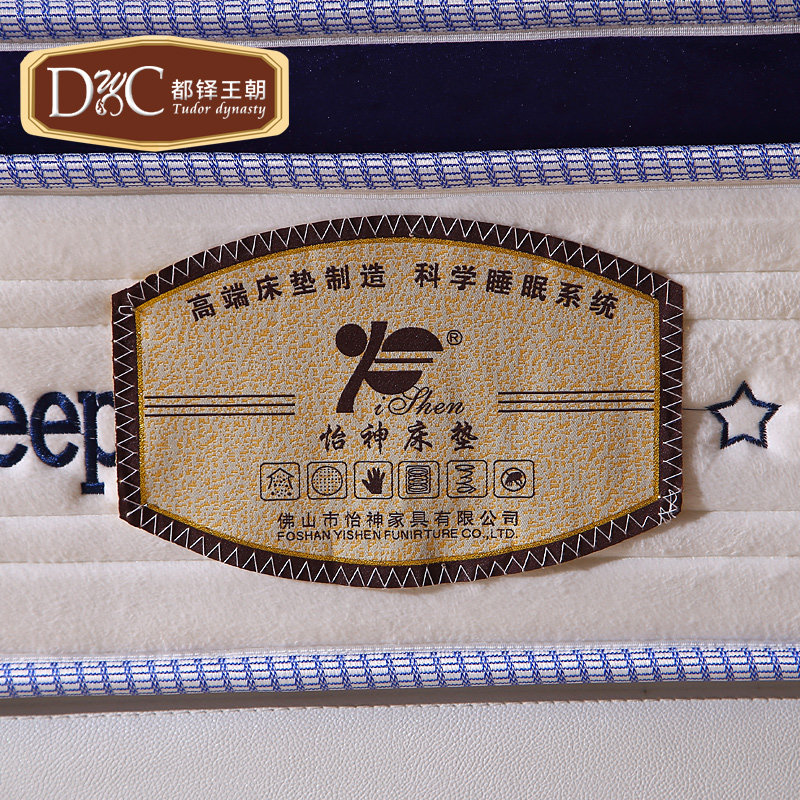 DWC 都铎王朝
Tudor dynasty
高端床垫制造 科学睡眠系统
®
iShen
eep
怡神床垫
佛山市怡神家具有限公司
FOSHAN YISHEN FUNIRTURE CO.,LTD.